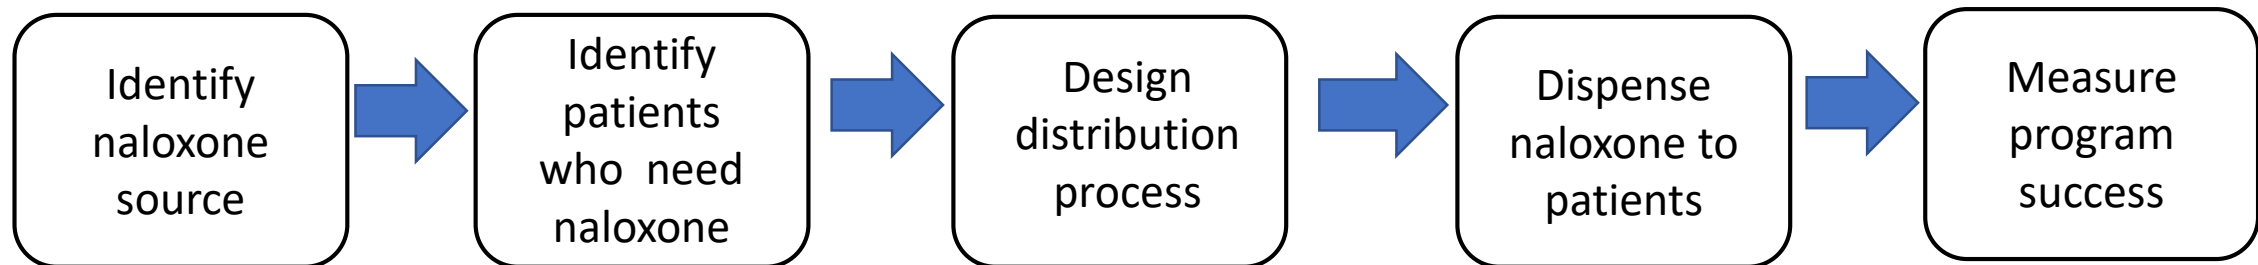 Identify
naloxone
source
Identify
patients
who  need
naloxone
Design
distribution
process
Dispense
naloxone to
patients
Measure
program
success